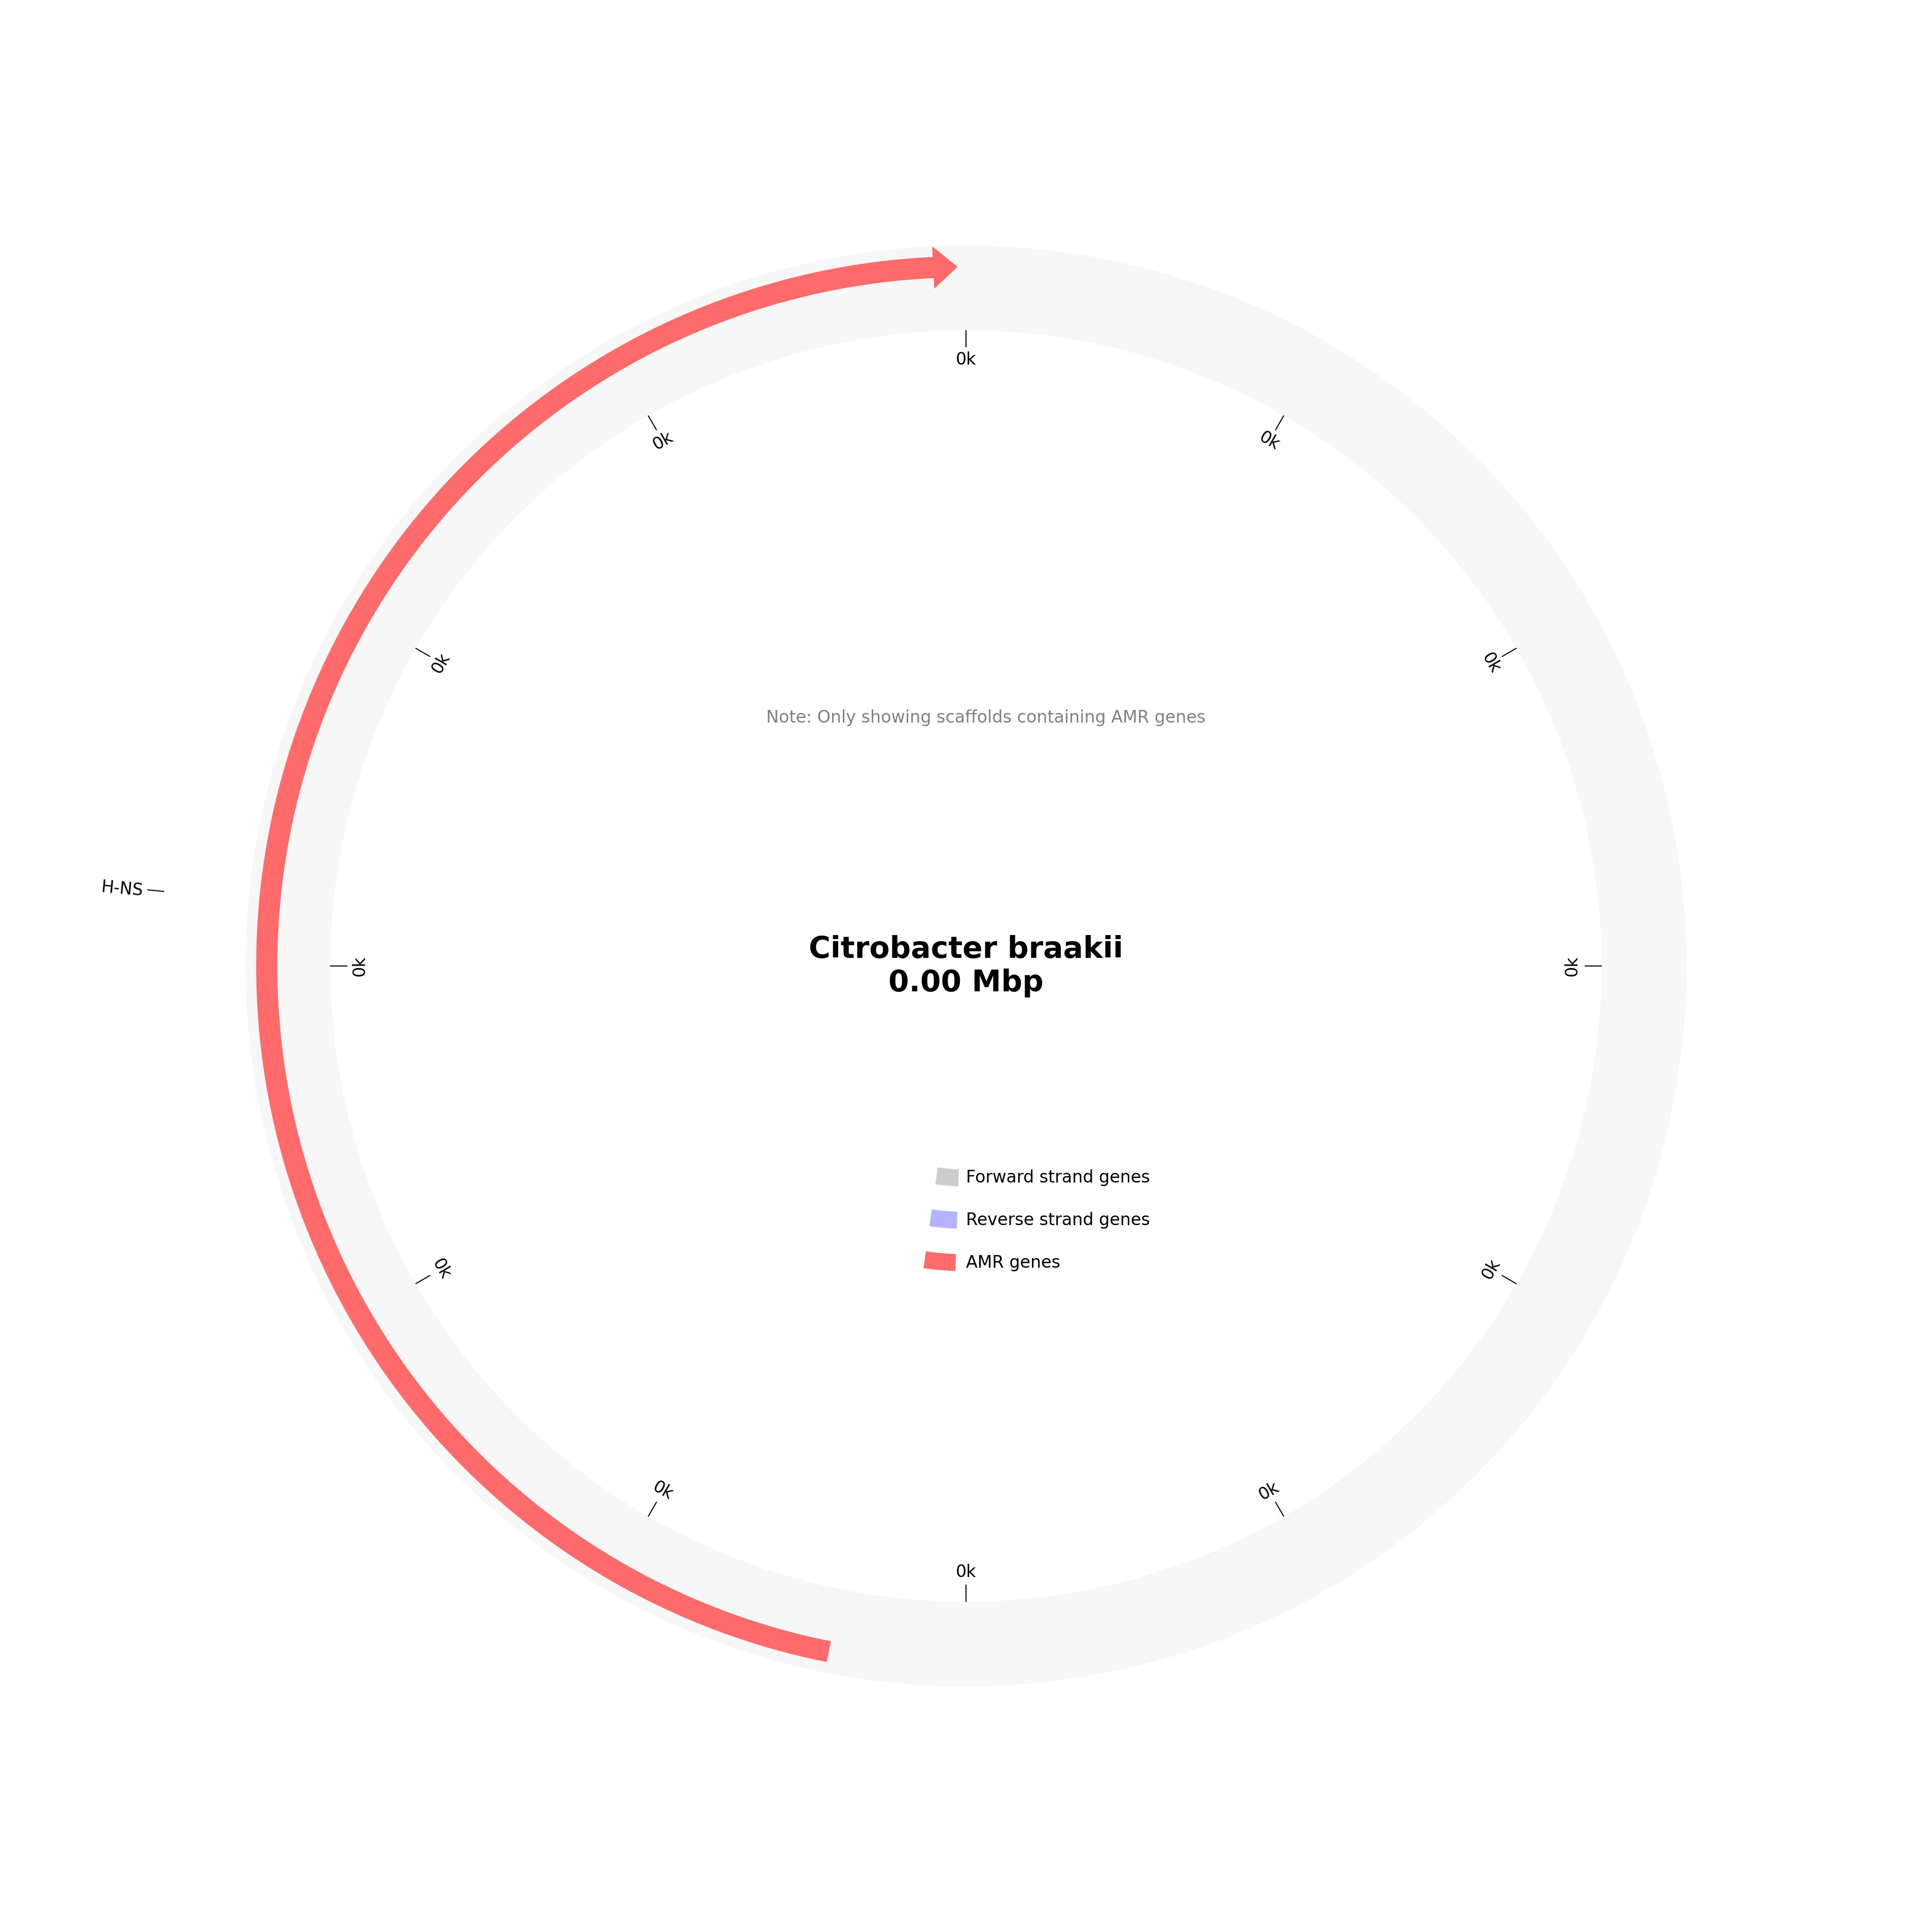 0k
0k
0k
0k
0k
Note: Only showing scaffolds containing AMR genes
H-NS
Citrobacter braakii
0.00 Mbp
0k
0k
Forward strand genes
Reverse strand genes
AMR genes
0k
0k
0k
0k
0k